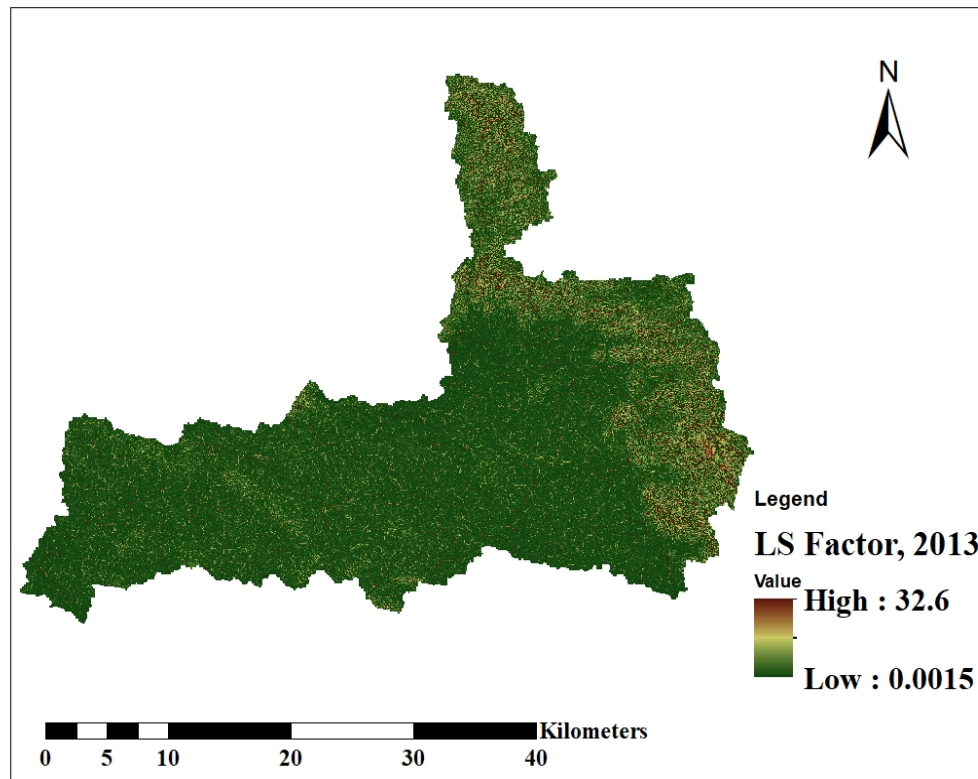 N
Legend
LS Factor, 2013
Value
High : 32.6
Low : 0.0015
Kilometers
0 5 10 20 30 40